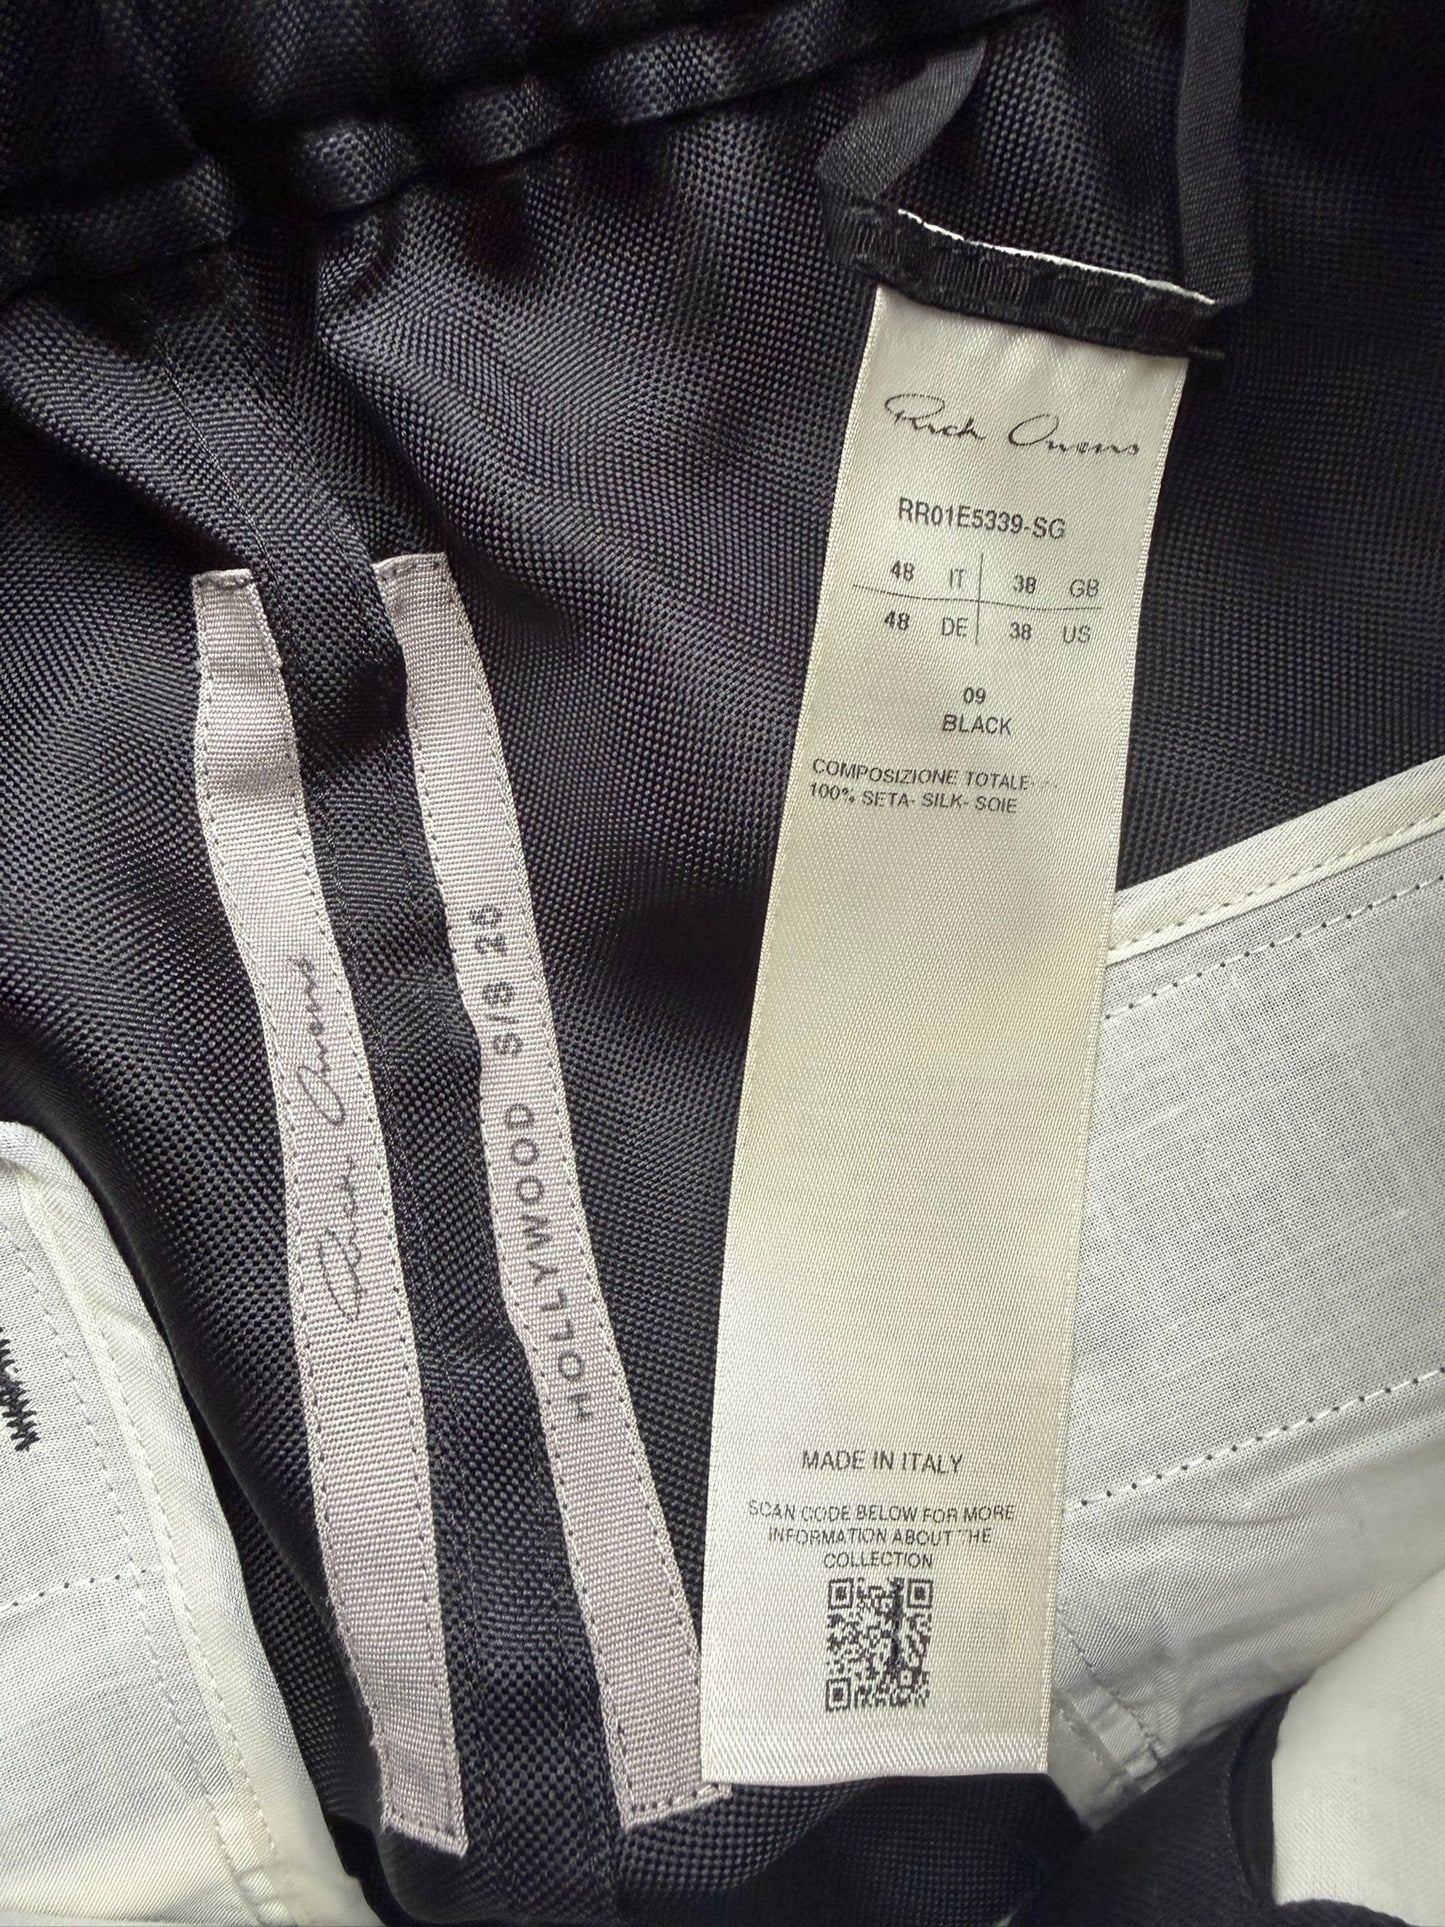 Rick Owens
HOLLYWOOD S/S 25
Rick Owens
RR01E5339-SG
48 IT 38 GB
48 DE 38 US
09
BLACK
COMPOSIZIONE TOTALE
100% SETA- SILK- SOIE
MADE IN ITALY
SCAN CODE BELOW FOR MORE
INFORMATION ABOUT THE
COLLECTION